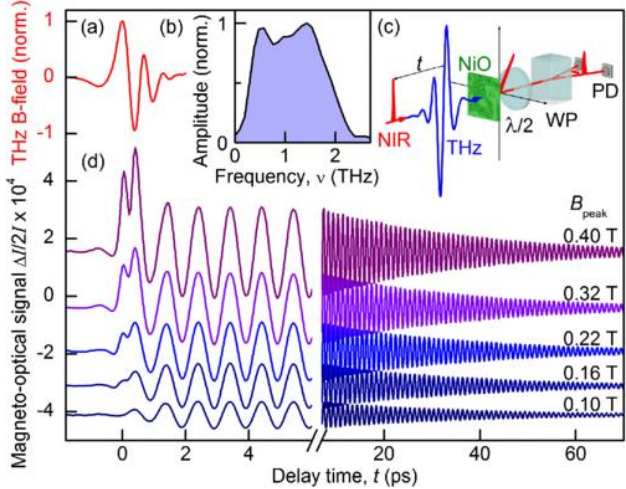 THz B-field (norm.)
1
0
-1
(a)
(b)
Amplitude (norm.)
1
0
0
1
2
Frequency, ν (THz)
(c)
t
NiO
NIR
THz
λ/2
WP
PD
(d)
Magneto-optical signal ΔI/2I x 10⁴
4
2
0
-2
-4
B_peak
0.40 T
0.32 T
0.22 T
0.16 T
0.10 T
0
2
4
20
40
60
Delay time, t (ps)